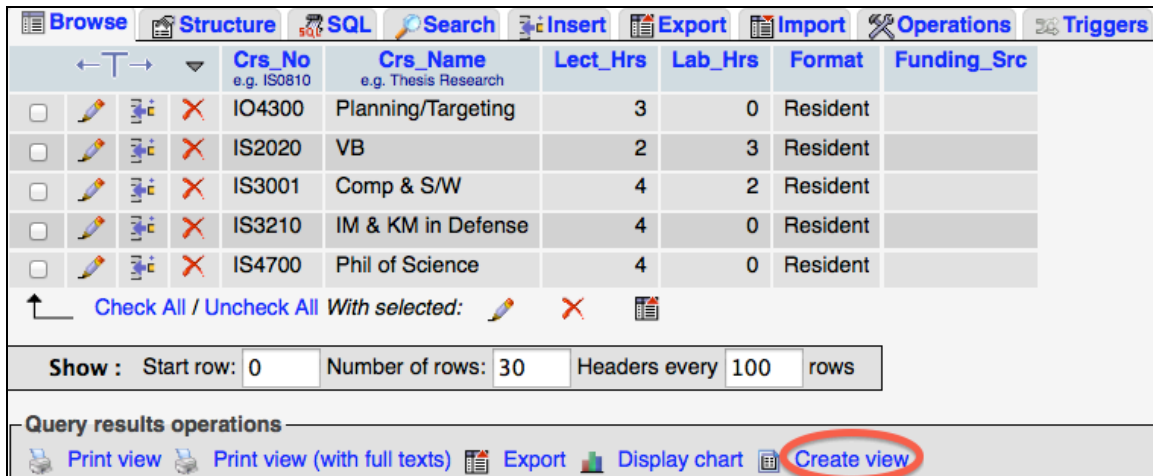 Browse Structure SQL Search Insert Export Import Operations Triggers
Crs_No Crs_Name Lect_Hrs Lab_Hrs Format Funding_Src
e.g. IS0810 e.g. Thesis Research
IO4300 Planning/Targeting 3 0 Resident
IS2020 VB 2 3 Resident
IS3001 Comp & S/W 4 2 Resident
IS3210 IM & KM in Defense 4 0 Resident
IS4700 Phil of Science 4 0 Resident
Check All / Uncheck All With selected:
Show : Start row: 0 Number of rows: 30 Headers every 100 rows
Query results operations
Print view Print view (with full texts) Export Display chart Create view